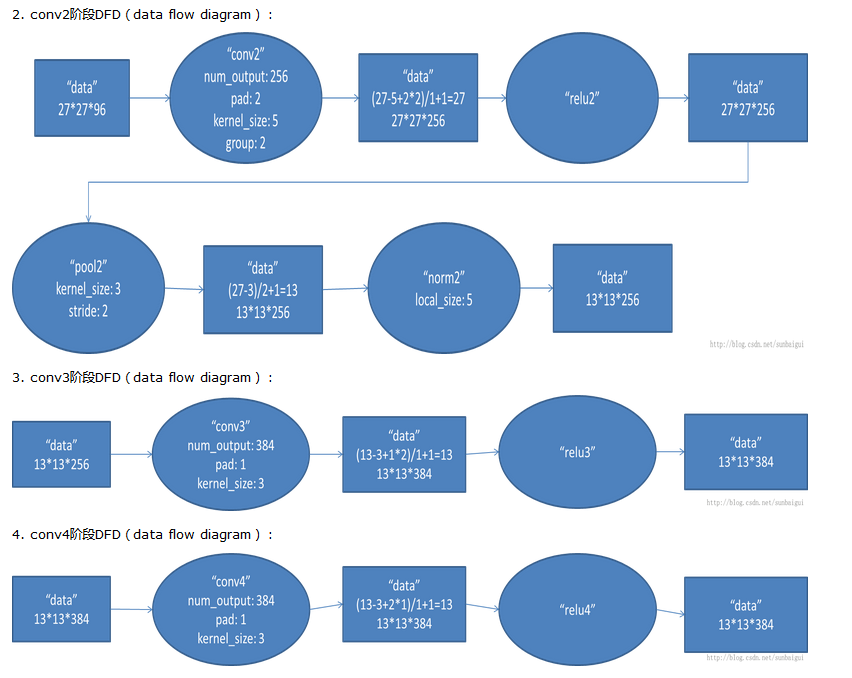 2. conv2阶段DFD ( data flow diagram ) :
“data”
27*27*96
“conv2”
num_output: 256
pad: 2
kernel_size: 5
group: 2
“data”
(27-5+2*2)/1+1=27
27*27*256
“relu2”
“data”
27*27*256
“pool2”
kernel_size: 3
stride: 2
“data”
(27-3)/2+1=13
13*13*256
“norm2”
local_size: 5
“data”
13*13*256
http://blog.csdn.net/sunbaigui
3. conv3阶段DFD ( data flow diagram ) :
“data”
13*13*256
“conv3”
num_output: 384
pad: 1
kernel_size: 3
“data”
(13-3+1*2)/1+1=13
13*13*384
“relu3”
“data”
13*13*384
http://blog.csdn.net/sunbaigui
4. conv4阶段DFD ( data flow diagram ) :
“data”
13*13*384
“conv4”
num_output: 384
pad: 1
kernel_size: 3
“data”
(13-3+2*1)/1+1=13
13*13*384
“relu4”
“data”
13*13*384
http://blog.csdn.net/sunbaigui